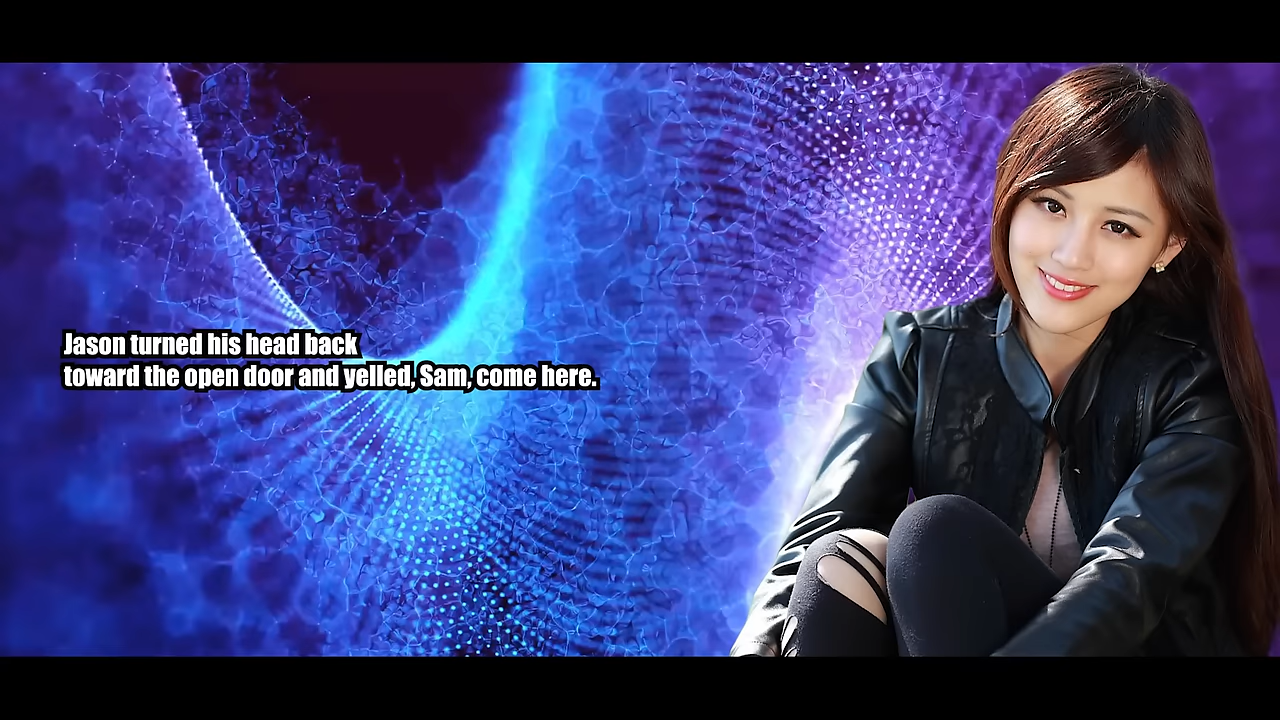 Jason turned his head back
toward the open door and yelled, Sam, come here.